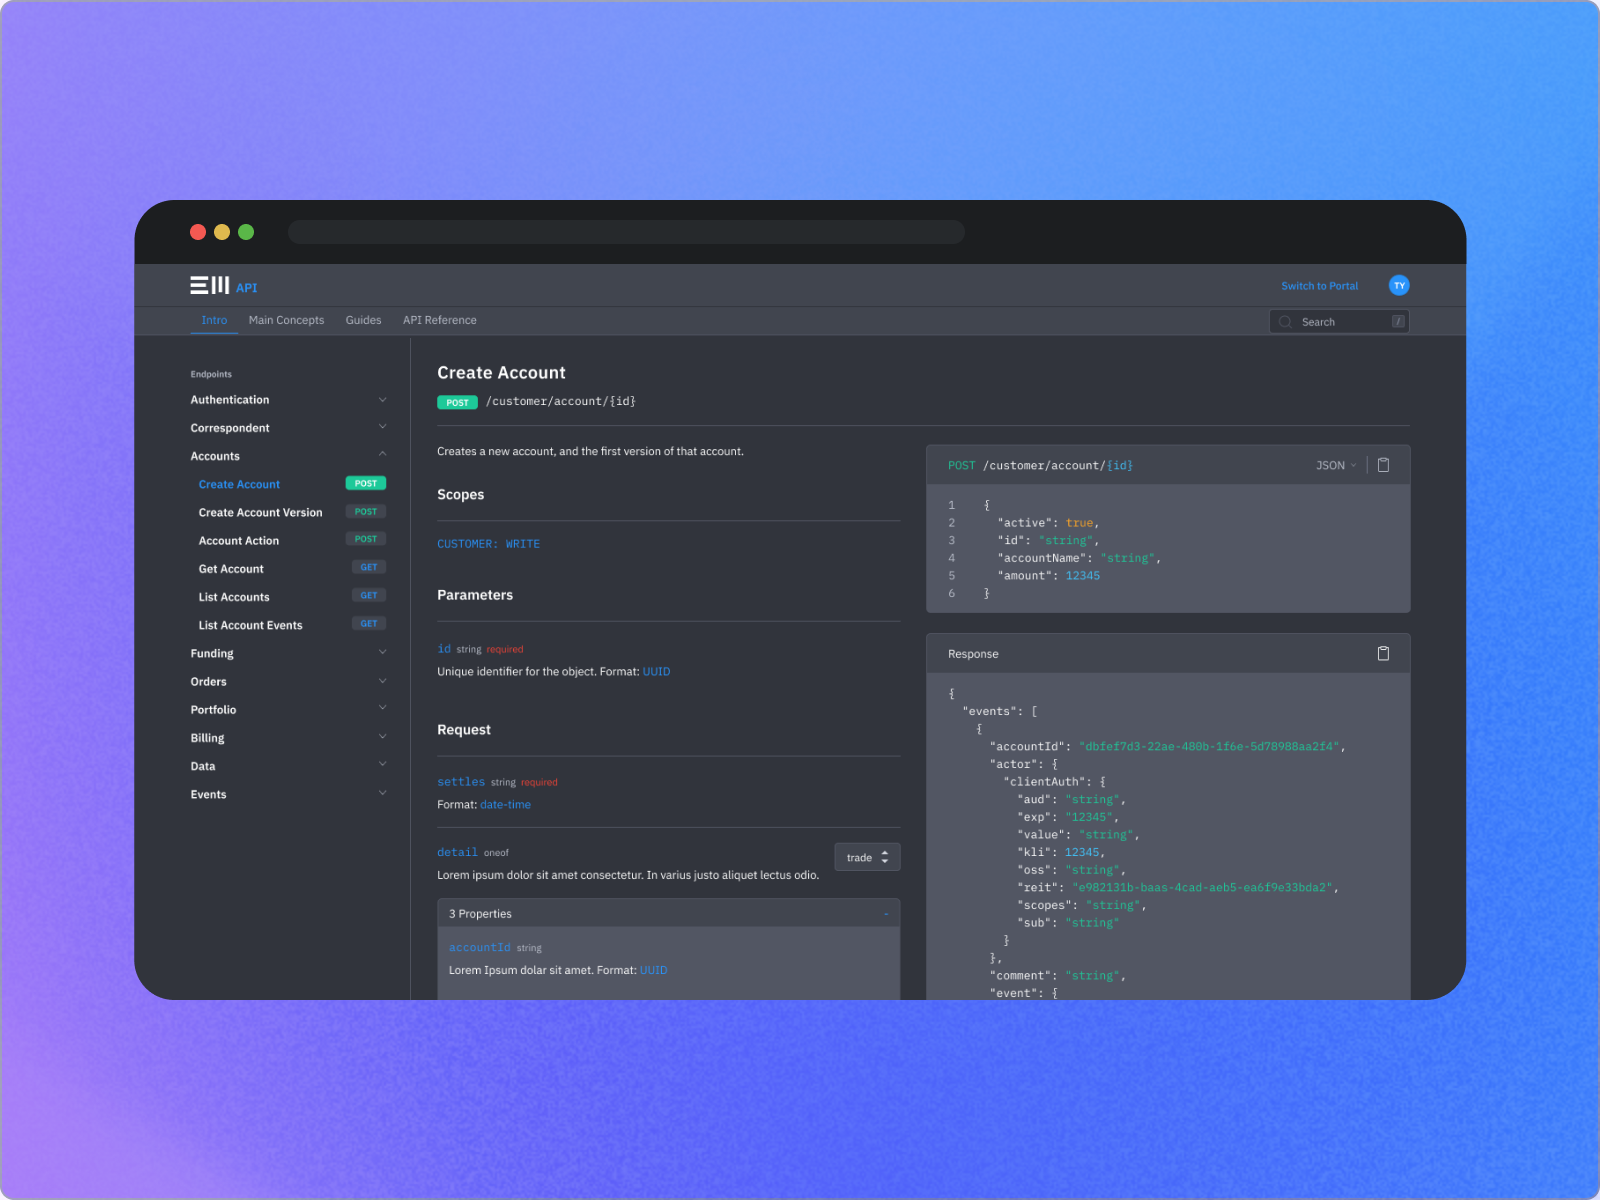 API
Switch to Portal
TY
Intro
Main Concepts
Guides
API Reference
Search
/
Endpoints
Authentication
Correspondent
Accounts
Create Account POST
Create Account Version POST
Account Action POST
Get Account GET
List Accounts GET
List Account Events GET
Funding
Orders
Portfolio
Billing
Data
Events
Create Account
POST /customer/account/{id}
Creates a new account, and the first version of that account.
Scopes
CUSTOMER: WRITE
Parameters
id string required
Unique identifier for the object. Format: UUID
Request
settles string required
Format: date-time
detail oneof
trade
Lorem ipsum dolor sit amet consectetur. In varius justo aliquet lectus odio.
3 Properties
-
accountId string
Lorem Ipsum dolar sit amet. Format: UUID
POST /customer/account/{id}
JSON
1 {
2 "active": true,
3 "id": "string",
4 "accountName": "string",
5 "amount": 12345
6 }
Response
{
"events": [
{
"accountId": "dbfef7d3-22ae-480b-1f6e-5d78988aa2f4",
"actor": {
"clientAuth": {
"aud": "string",
"exp": "12345",
"value": "string",
"kli": 12345,
"oss": "string",
"reit": "e982131b-baas-4cad-aeb5-ea6f9e33bda2",
"scopes": "string",
"sub": "string"
}
},
"comment": "string",
"event": {